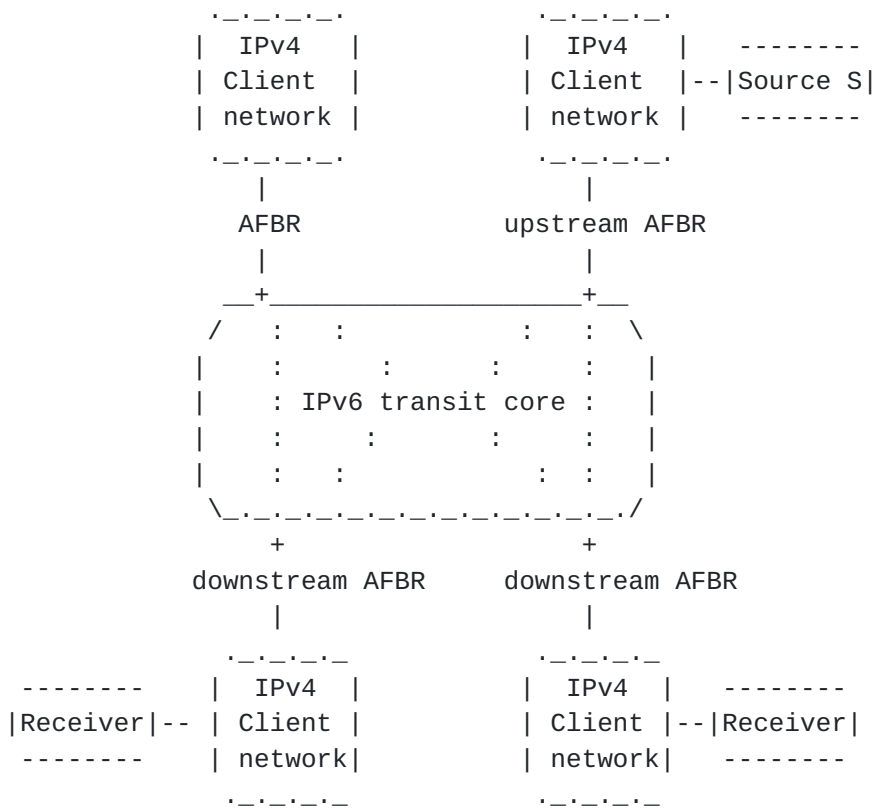 IPv4 IPv4
Client Client Source S
network network
AFBR upstream AFBR
IPv6 transit core
downstream AFBR downstream AFBR
IPv4 IPv4
Receiver Client Client Receiver
network network